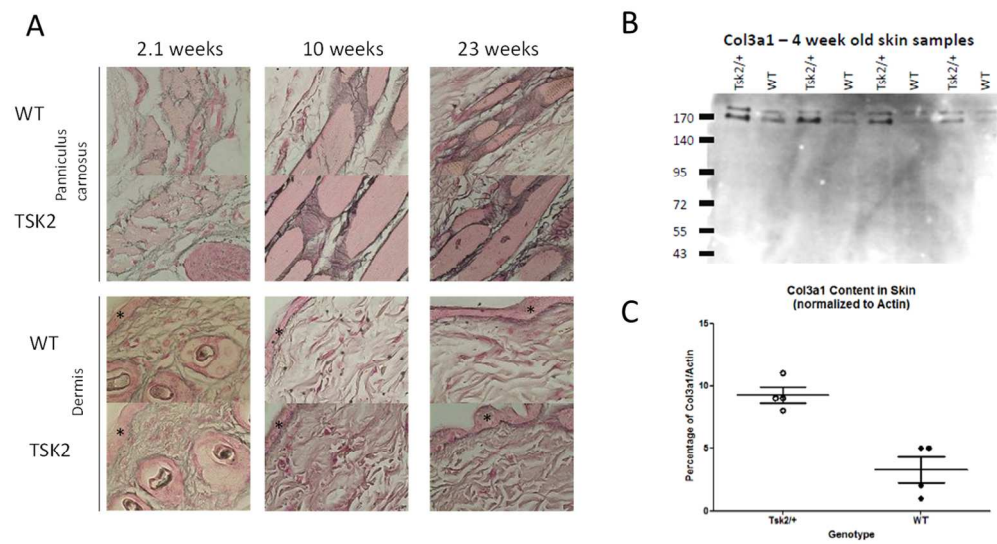 A
2.1 weeks
10 weeks
23 weeks
WT
Panniculus
carnosus
TSK2
*
*
*
WT
Dermis
*
*
*
TSK2
B
Col3a1 – 4 week old skin samples
Tsk2/+
WT
Tsk2/+
WT
Tsk2/+
WT
Tsk2/+
WT
170
140
95
72
55
43
C
Col3a1 Content in Skin
(normalized to Actin)
Percentage of Col3a1/Actin
15
10
5
0
Tsk2/+
WT
Genotype